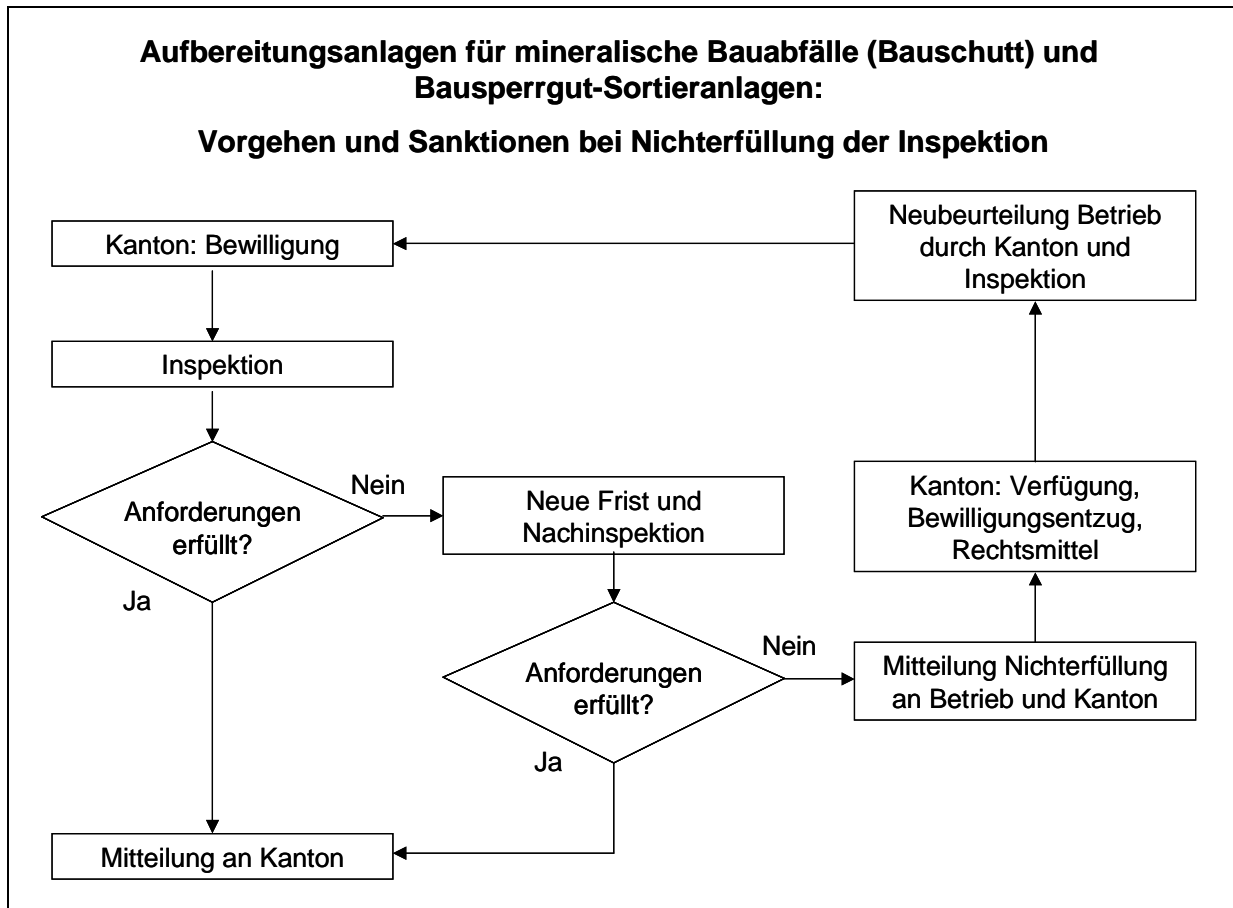 Aufbereitungsanlagen für mineralische Bauabfälle (Bauschutt) und
Bausperrgut-Sortieranlagen:
Vorgehen und Sanktionen bei Nichterfüllung der Inspektion
Kanton: Bewilligung
Neubeurteilung Betrieb
durch Kanton und
Inspektion
Inspektion
Anforderungen
erfüllt?
Nein
Ja
Neue Frist und
Nachinspektion
Kanton: Verfügung,
Bewilligungsentzug,
Rechtsmittel
Anforderungen
erfüllt?
Nein
Ja
Mitteilung Nichterfüllung
an Betrieb und Kanton
Mitteilung an Kanton